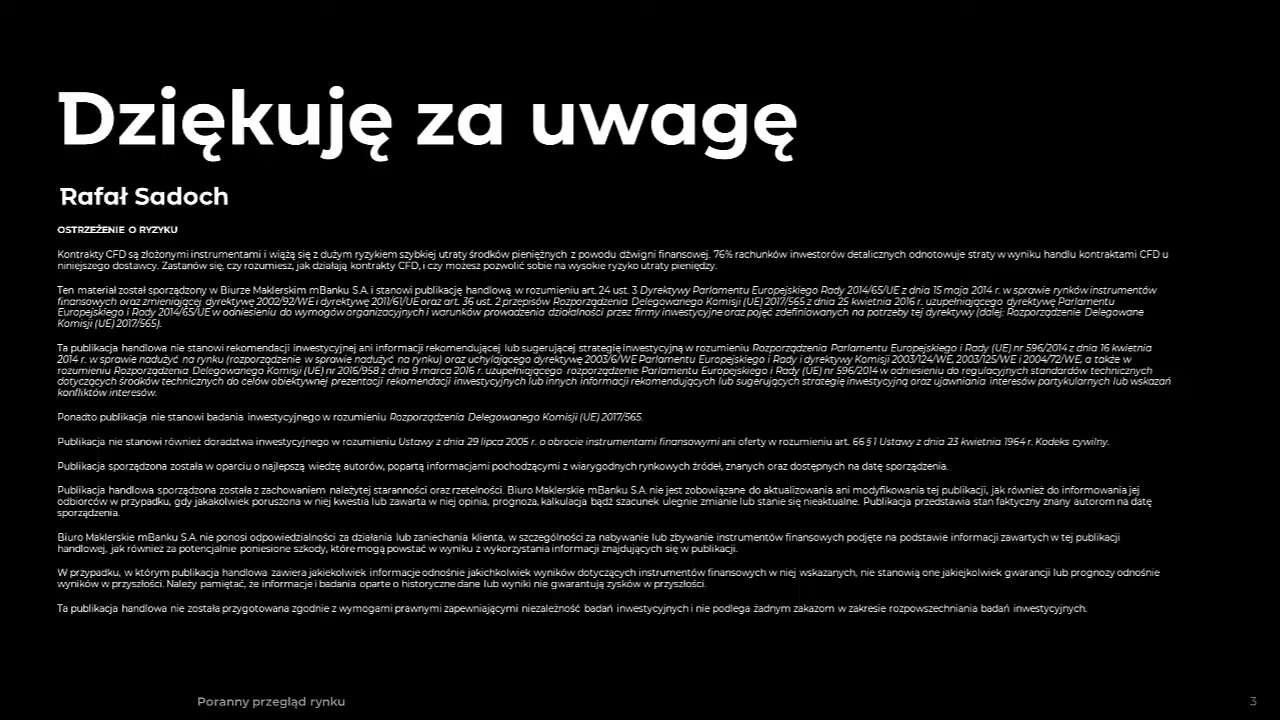 Dziękuję za uwagę
Rafał Sadoch
OSTRZEŻENIE O RYZYKU
Kontrakty CFD są złożonymi instrumentami i wiążą się z dużym ryzykiem szybkiej utraty środków pieniężnych z powodu dźwigni finansowej. 76% rachunków inwestorów detalicznych odnotowuje straty w wyniku handlu kontraktami CFD u
niniejszego dostawcy. Zastanów się, czy rozumiesz, jak działają kontrakty CFD, i czy możesz pozwolić sobie na wysokie ryzyko utraty pieniędzy.
Ten materiał został sporządzony w Biurze Maklerskim mBanku S.A. i stanowi publikację handlową w rozumieniu art. 24 ust. 3 Dyrektywy Parlamentu Europejskiego Rady 2014/65/UE z dnia 15 maja 2014 r. w sprawie rynków instrumentów
finansowych oraz zmieniającej dyrektywę 2002/92/WE i dyrektywę 2011/61/UE oraz art. 36 ust. 2 przepisów Rozporządzenia Delegowanego Komisji (UE) 2017/565 z dnia 25 kwietnia 2016 r. uzupełniającego dyrektywę Parlamentu
Europejskiego i Rady 2014/65/UE w odniesieniu do wymogów organizacyjnych i warunków prowadzenia działalności przez firmy inwestycyjne oraz pojęć zdefiniowanych na potrzeby tej dyrektywy (dalej: Rozporządzenie Delegowane
Komisji (UE) 2017/565).
Ta publikacja handlowa nie stanowi rekomendacji inwestycyjnej ani informacji rekomendującej lub sugerującej strategię inwestycyjną w rozumieniu Rozporządzenia Parlamentu Europejskiego i Rady (UE) nr 596/2014 z dnia 16 kwietnia
2014 r. w sprawie nadużyć na rynku (rozporządzenie w sprawie nadużyć na rynku) oraz uchylającego dyrektywę 2003/6/WE Parlamentu Europejskiego i Rady i dyrektywy Komisji 2003/124/WE, 2003/125/WE i 2004/72/WE, a także w
rozumieniu Rozporządzenia Delegowanego Komisji (UE) nr 2016/958 z dnia 9 marca 2016 r. uzupełniającego rozporządzenie Parlamentu Europejskiego i Rady (UE) nr 596/2014 w odniesieniu do regulacyjnych standardów technicznych
dotyczących środków technicznych do celów obiektywnej prezentacji rekomendacji inwestycyjnych lub innych informacji rekomendujących lub sugerujących strategię inwestycyjną oraz ujawniania interesów partykularnych lub wskazań
konfliktów interesów.
Ponadto publikacja nie stanowi badania inwestycyjnego w rozumieniu Rozporządzenia Delegowanego Komisji (UE) 2017/565.
Publikacja nie stanowi również doradztwa inwestycyjnego w rozumieniu Ustawy z dnia 29 lipca 2005 r. o obrocie instrumentami finansowymi ani oferty w rozumieniu art. 66 § 1 Ustawy z dnia 23 kwietnia 1964 r. Kodeks cywilny.
Publikacja sporządzona została w oparciu o najlepszą wiedzę autorów, popartą informacjami pochodzącymi z wiarygodnych rynkowych źródeł, znanych oraz dostępnych na datę sporządzenia.
Publikacja handlowa sporządzona została z zachowaniem należytej staranności oraz rzetelności. Biuro Maklerskie mBanku S.A. nie jest zobowiązane do aktualizowania ani modyfikowania tej publikacji, jak również do informowania jej
odbiorców w przypadku, gdy jakakolwiek poruszona w niej kwestia lub zawarta w niej opinia, prognoza, kalkulacja bądź szacunek ulegnie zmianie lub stanie się nieaktualne. Publikacja przedstawia stan faktyczny znany autorom na datę
sporządzenia.
Biuro Maklerskie mBanku S.A. nie ponosi odpowiedzialności za działania lub zaniechania klienta, w szczególności za nabywanie lub zbywanie instrumentów finansowych podjęte na podstawie informacji zawartych w tej publikacji
handlowej, jak również za potencjalnie poniesione szkody, które mogą powstać w wyniku z wykorzystania informacji znajdujących się w publikacji.
W przypadku, w którym publikacja handlowa zawiera jakiekolwiek informacje odnośnie jakichkolwiek wyników dotyczących instrumentów finansowych w niej wskazanych, nie stanowią one jakiejkolwiek gwarancji lub prognozy odnośnie
wyników w przyszłości. Należy pamiętać, że informacje i badania oparte o historyczne dane lub wyniki nie gwarantują zysków w przyszłości.
Ta publikacja handlowa nie została przygotowana zgodnie z wymogami prawnymi zapewniającymi niezależność badań inwestycyjnych i nie podlega żadnym zakazom w zakresie rozpowszechniania badań inwestycyjnych.
Poranny przegląd rynku
3